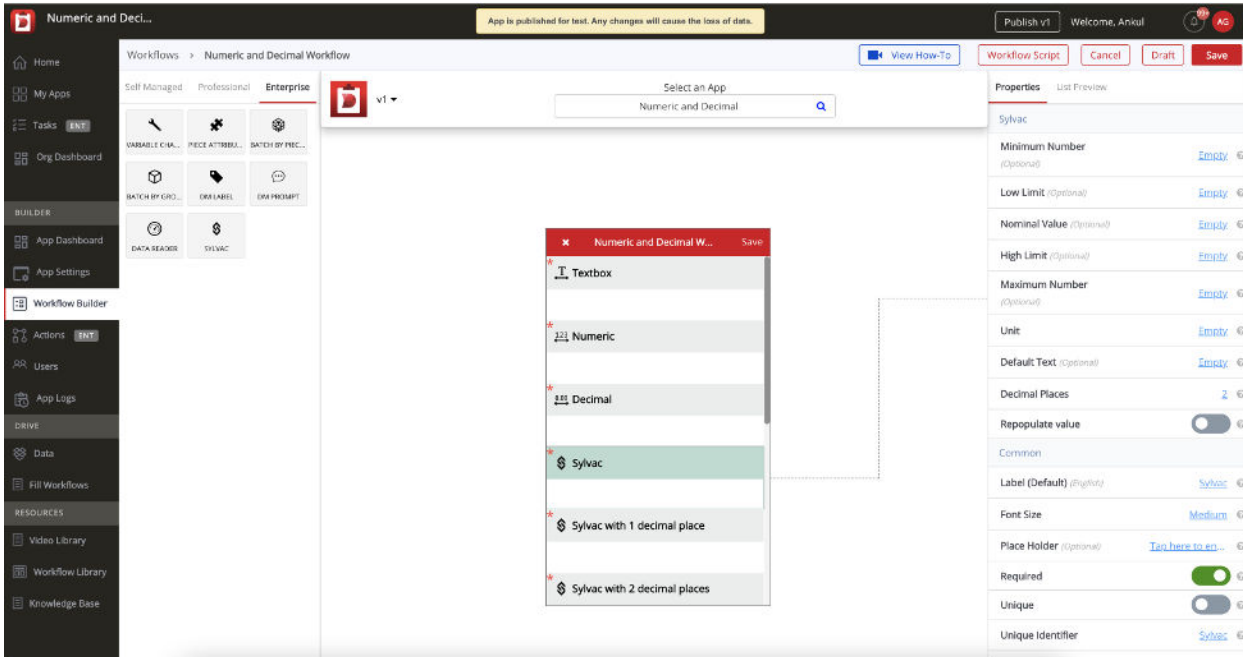 Numeric and Deci...
App is published for test. Any changes will cause the loss of data.
Publish v1
Welcome, Ankul
99+
AG
Home
My Apps
Tasks ENT
Org Dashboard
BUILDER
App Dashboard
App Settings
Workflow Builder
Actions ENT
Users
App Logs
DRIVE
Data
Fill Workflows
RESOURCES
Video Library
Workflow Library
Knowledge Base
Workflows > Numeric and Decimal Workflow
View How-To
Workflow Script
Cancel
Draft
Save
Self Managed
Professional
Enterprise
VARIABLE CHA...
PIECE ATTRIBU...
BATCH BY PIEC...
BATCH BY GRO...
DM LABEL
DM PROMPT
DATA READER
SYLVAC
v1
Select an App
Numeric and Decimal
Numeric and Decimal W...
Save
* Textbox
* 123 Numeric
* Decimal
* Sylvac
* Sylvac with 1 decimal place
* Sylvac with 2 decimal places
Properties
List Preview
Sylvac
Minimum Number
(Optional)
Empty
Low Limit (Optional)
Empty
Nominal Value (Optional)
Empty
High Limit (Optional)
Empty
Maximum Number
(Optional)
Empty
Unit
Empty
Default Text (Optional)
Empty
Decimal Places
2
Repopulate value
Common
Label (Default) (English)
Sylvac
Font Size
Medium
Place Holder (Optional)
Tap here to en...
Required
Unique
Unique Identifier
Sylvac